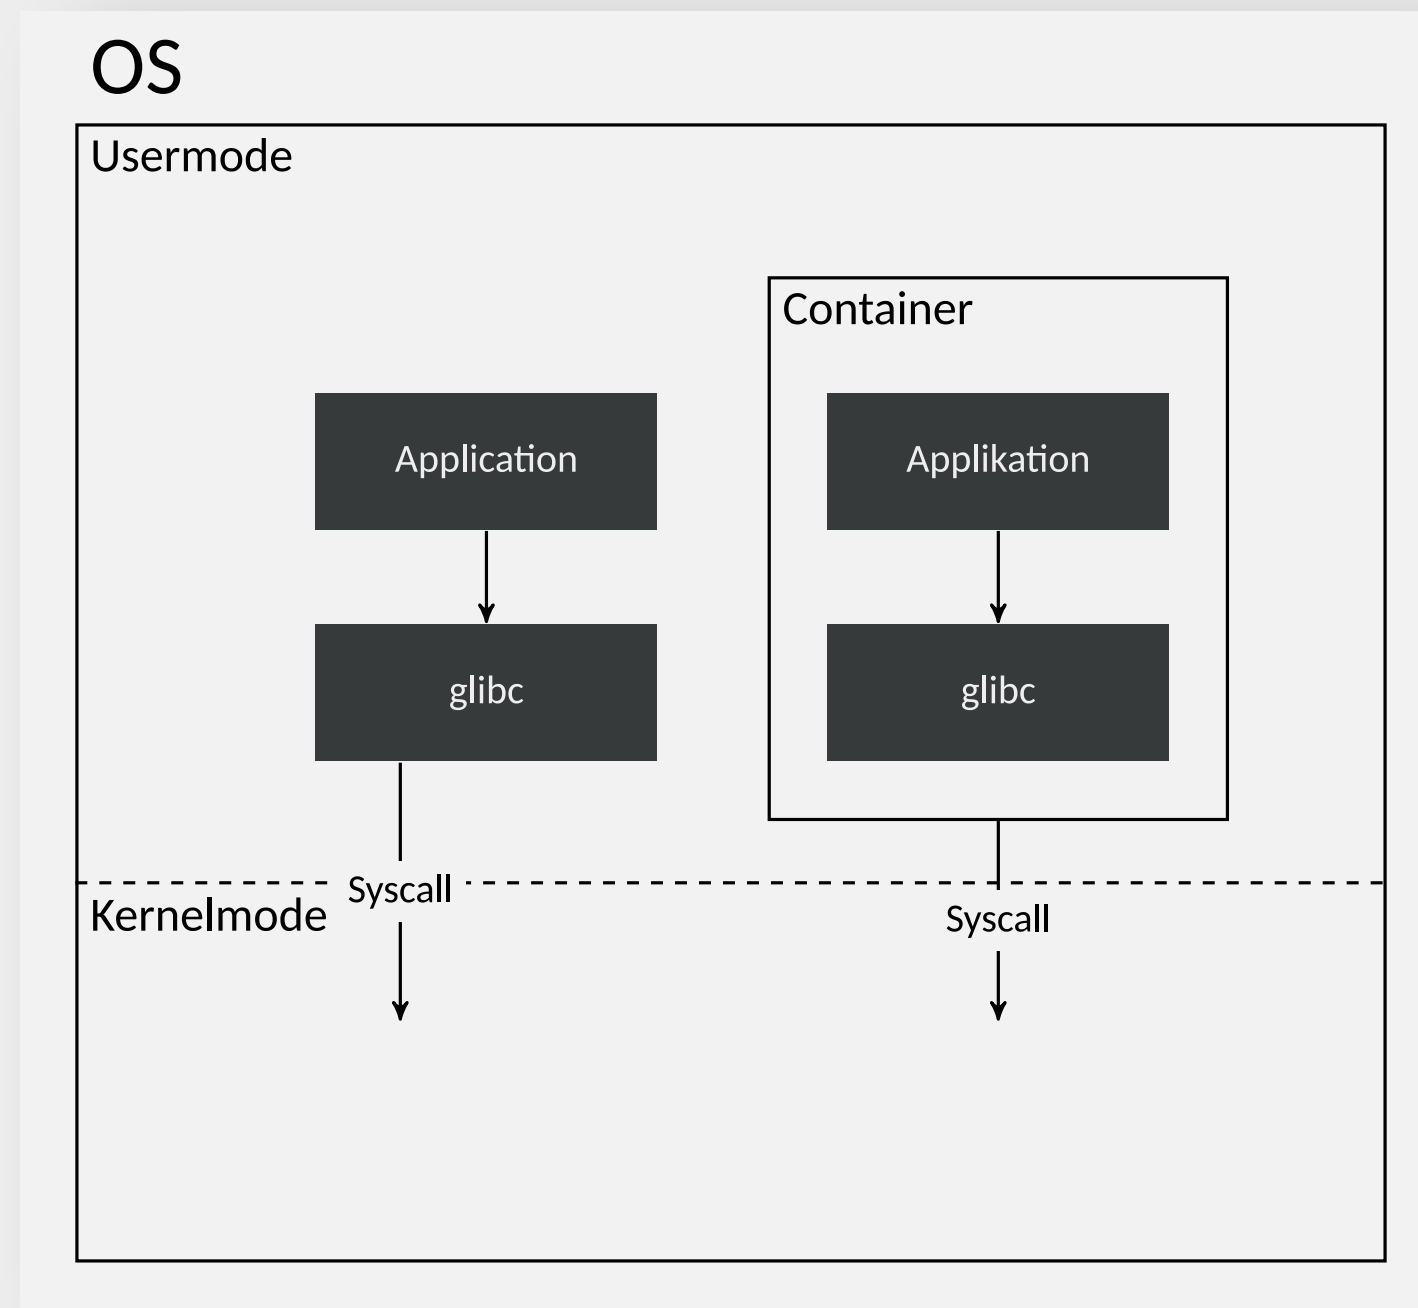 OS
Usermode
Container
Application
Applikation
glibc
glibc
Syscall
Kernelmode
Syscall